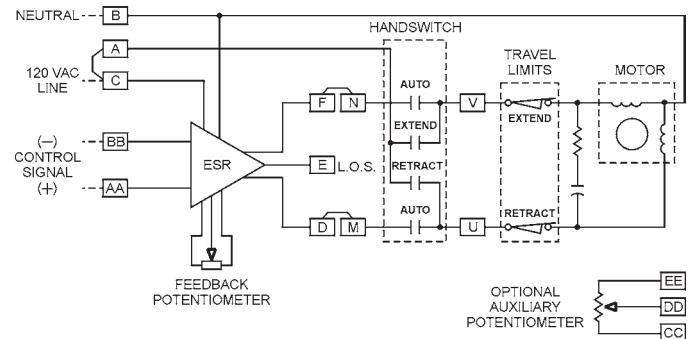 NEUTRAL
B
A
120 VAC
LINE
C
(−)
CONTROL
SIGNAL
(+)
BB
AA
ESR
FEEDBACK
POTENTIOMETER
F N
E L.O.S.
D M
HANDSWITCH
AUTO
EXTEND
RETRACT
AUTO
V
U
TRAVEL
LIMITS
EXTEND
RETRACT
MOTOR
OPTIONAL
AUXILIARY
POTENTIOMETER
EE
DD
CC